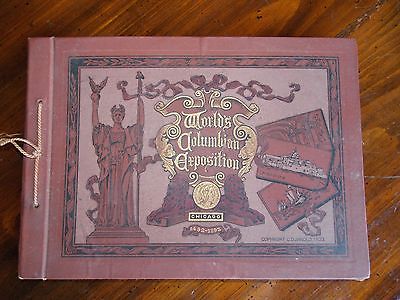 World's
Columbian
Exposition
CHICAGO
1492-1892
COPYRIGHT C.D. ARNOLD 1893